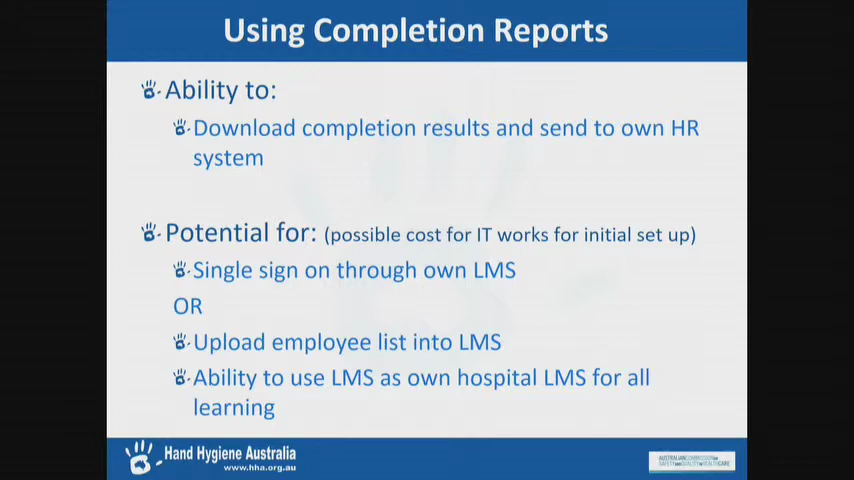 Using Completion Reports
Ability to:
Download completion results and send to own HR
system
Potential for: (possible cost for IT works for initial set up)
Single sign on through own LMS
OR
Upload employee list into LMS
Ability to use LMS as own hospital LMS for all
learning
Hand Hygiene Australia
www.hha.org.au
AUSTRALIAN COMMISSION ON
SAFETY AND QUALITY IN HEALTH CARE